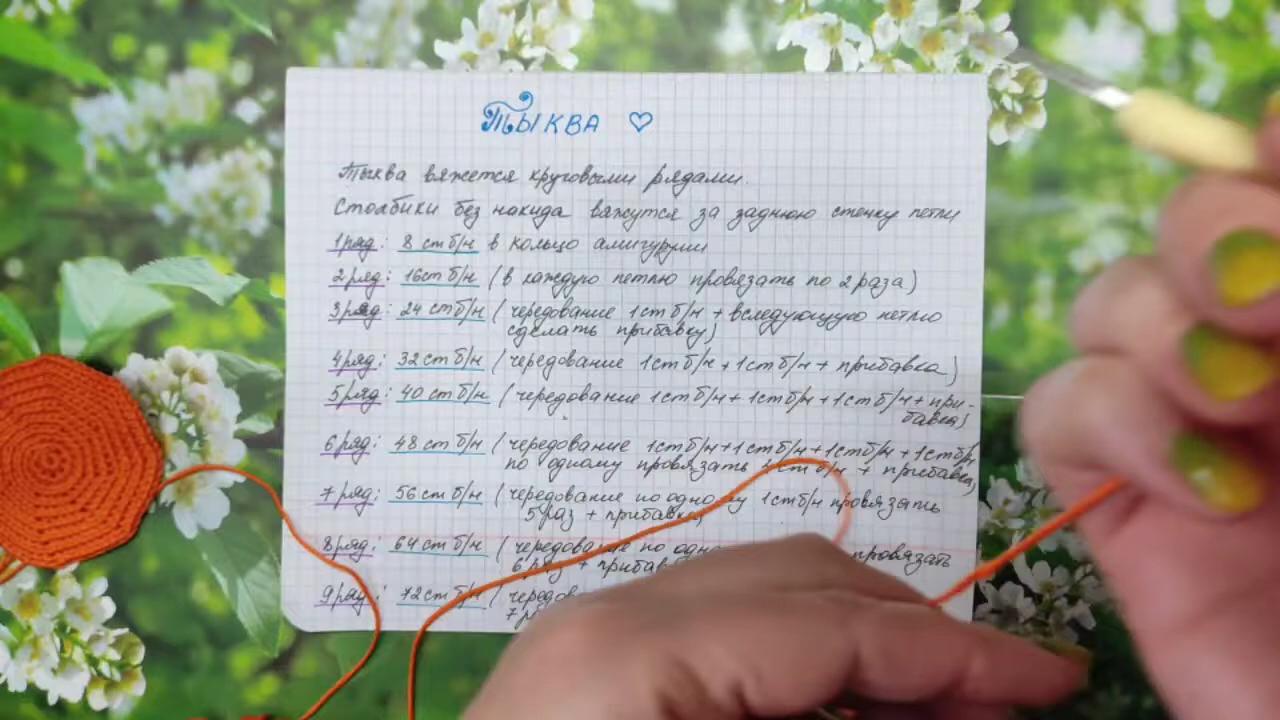 Тыква
Тыква вяжется круговыми рядами.
Столбики без накида вяжутся за заднюю стенку петли
1 ряд: 8 ст б/н в кольцо амигуруми
2 ряд: 16 ст б/н (в каждую петлю провязать по 2 раза)
3 ряд: 24 ст б/н (чередование 1 ст б/н + вследующую петлю
сделать прибавку)
4 ряд: 32 ст б/н (чередование 1 ст б/н + 1 ст б/н + прибавка)
5 ряд: 40 ст б/н (чередование 1 ст б/н + 1 ст б/н + 1 ст б/н + при
бавка)
6 ряд: 48 ст б/н (чередование 1 ст б/н + 1 ст б/н + 1 ст б/н + 1 ст б/н
по одному провязать ст б/н + прибавка)
7 ряд: 56 ст б/н (чередование по одному 1 ст б/н провязать
5 раз + прибавка)
8 ряд: 64 ст б/н (чередование по одно провязать
6 раз + прибав
9 ряд: 72 ст б/н (чередо
7 р